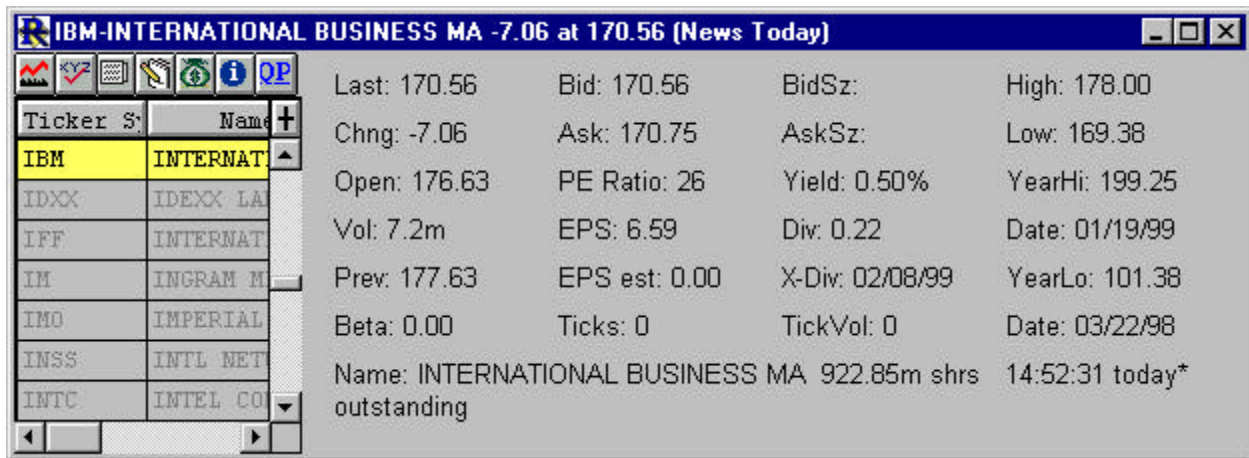 IBM-INTERNATIONAL BUSINESS MA -7.06 at 170.56 (News Today)
XYZ QP
Ticker Sy Name +
IBM INTERNAT
IDXX IDEXX LA
IFF INTERNAT
IM INGRAM M
IMO IMPERIAL
INSS INTL NET
INTC INTEL CO
Last: 170.56 Bid: 170.56 BidSz: High: 178.00
Chng: -7.06 Ask: 170.75 AskSz: Low: 169.38
Open: 176.63 PE Ratio: 26 Yield: 0.50% YearHi: 199.25
Vol: 7.2m EPS: 6.59 Div: 0.22 Date: 01/19/99
Prev: 177.63 EPS est: 0.00 X-Div: 02/08/99 YearLo: 101.38
Beta: 0.00 Ticks: 0 TickVol: 0 Date: 03/22/98
Name: INTERNATIONAL BUSINESS MA 922.85m shrs 14:52:31 today*
outstanding